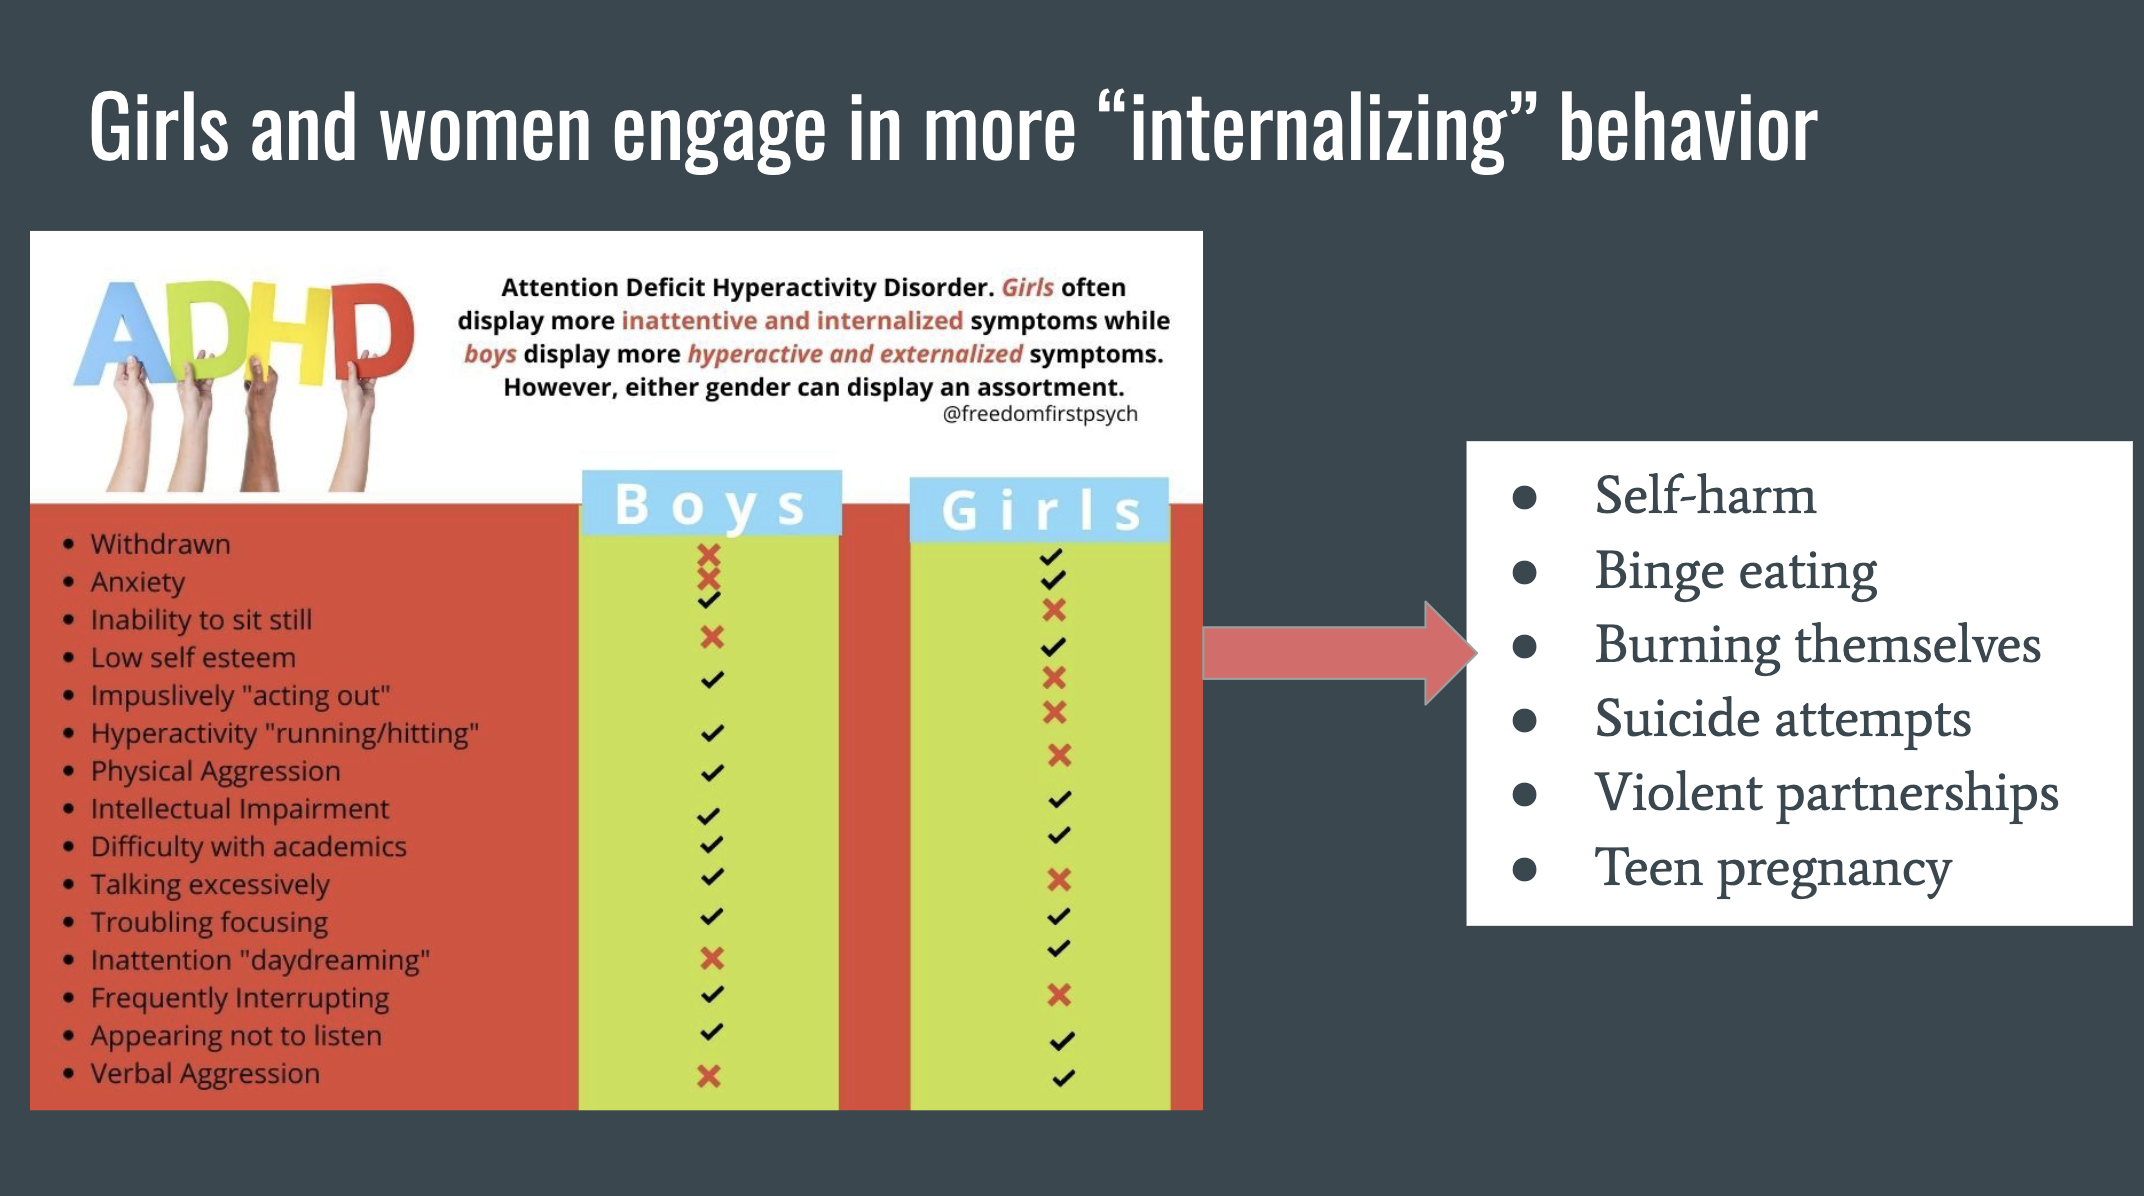 Girls and women engage in more “internalizing” behavior
ADHD
Attention Deficit Hyperactivity Disorder. Girls often
display more inattentive and internalized symptoms while
boys display more hyperactive and externalized symptoms.
However, either gender can display an assortment.
@freedomfirstpsych
Boys
Girls
• Withdrawn
• Anxiety
• Inability to sit still
• Low self esteem
• Impuslively "acting out"
• Hyperactivity "running/hitting"
• Physical Aggression
• Intellectual Impairment
• Difficulty with academics
• Talking excessively
• Troubling focusing
• Inattention "daydreaming"
• Frequently Interrupting
• Appearing not to listen
• Verbal Aggression
● Self-harm
● Binge eating
● Burning themselves
● Suicide attempts
● Violent partnerships
● Teen pregnancy